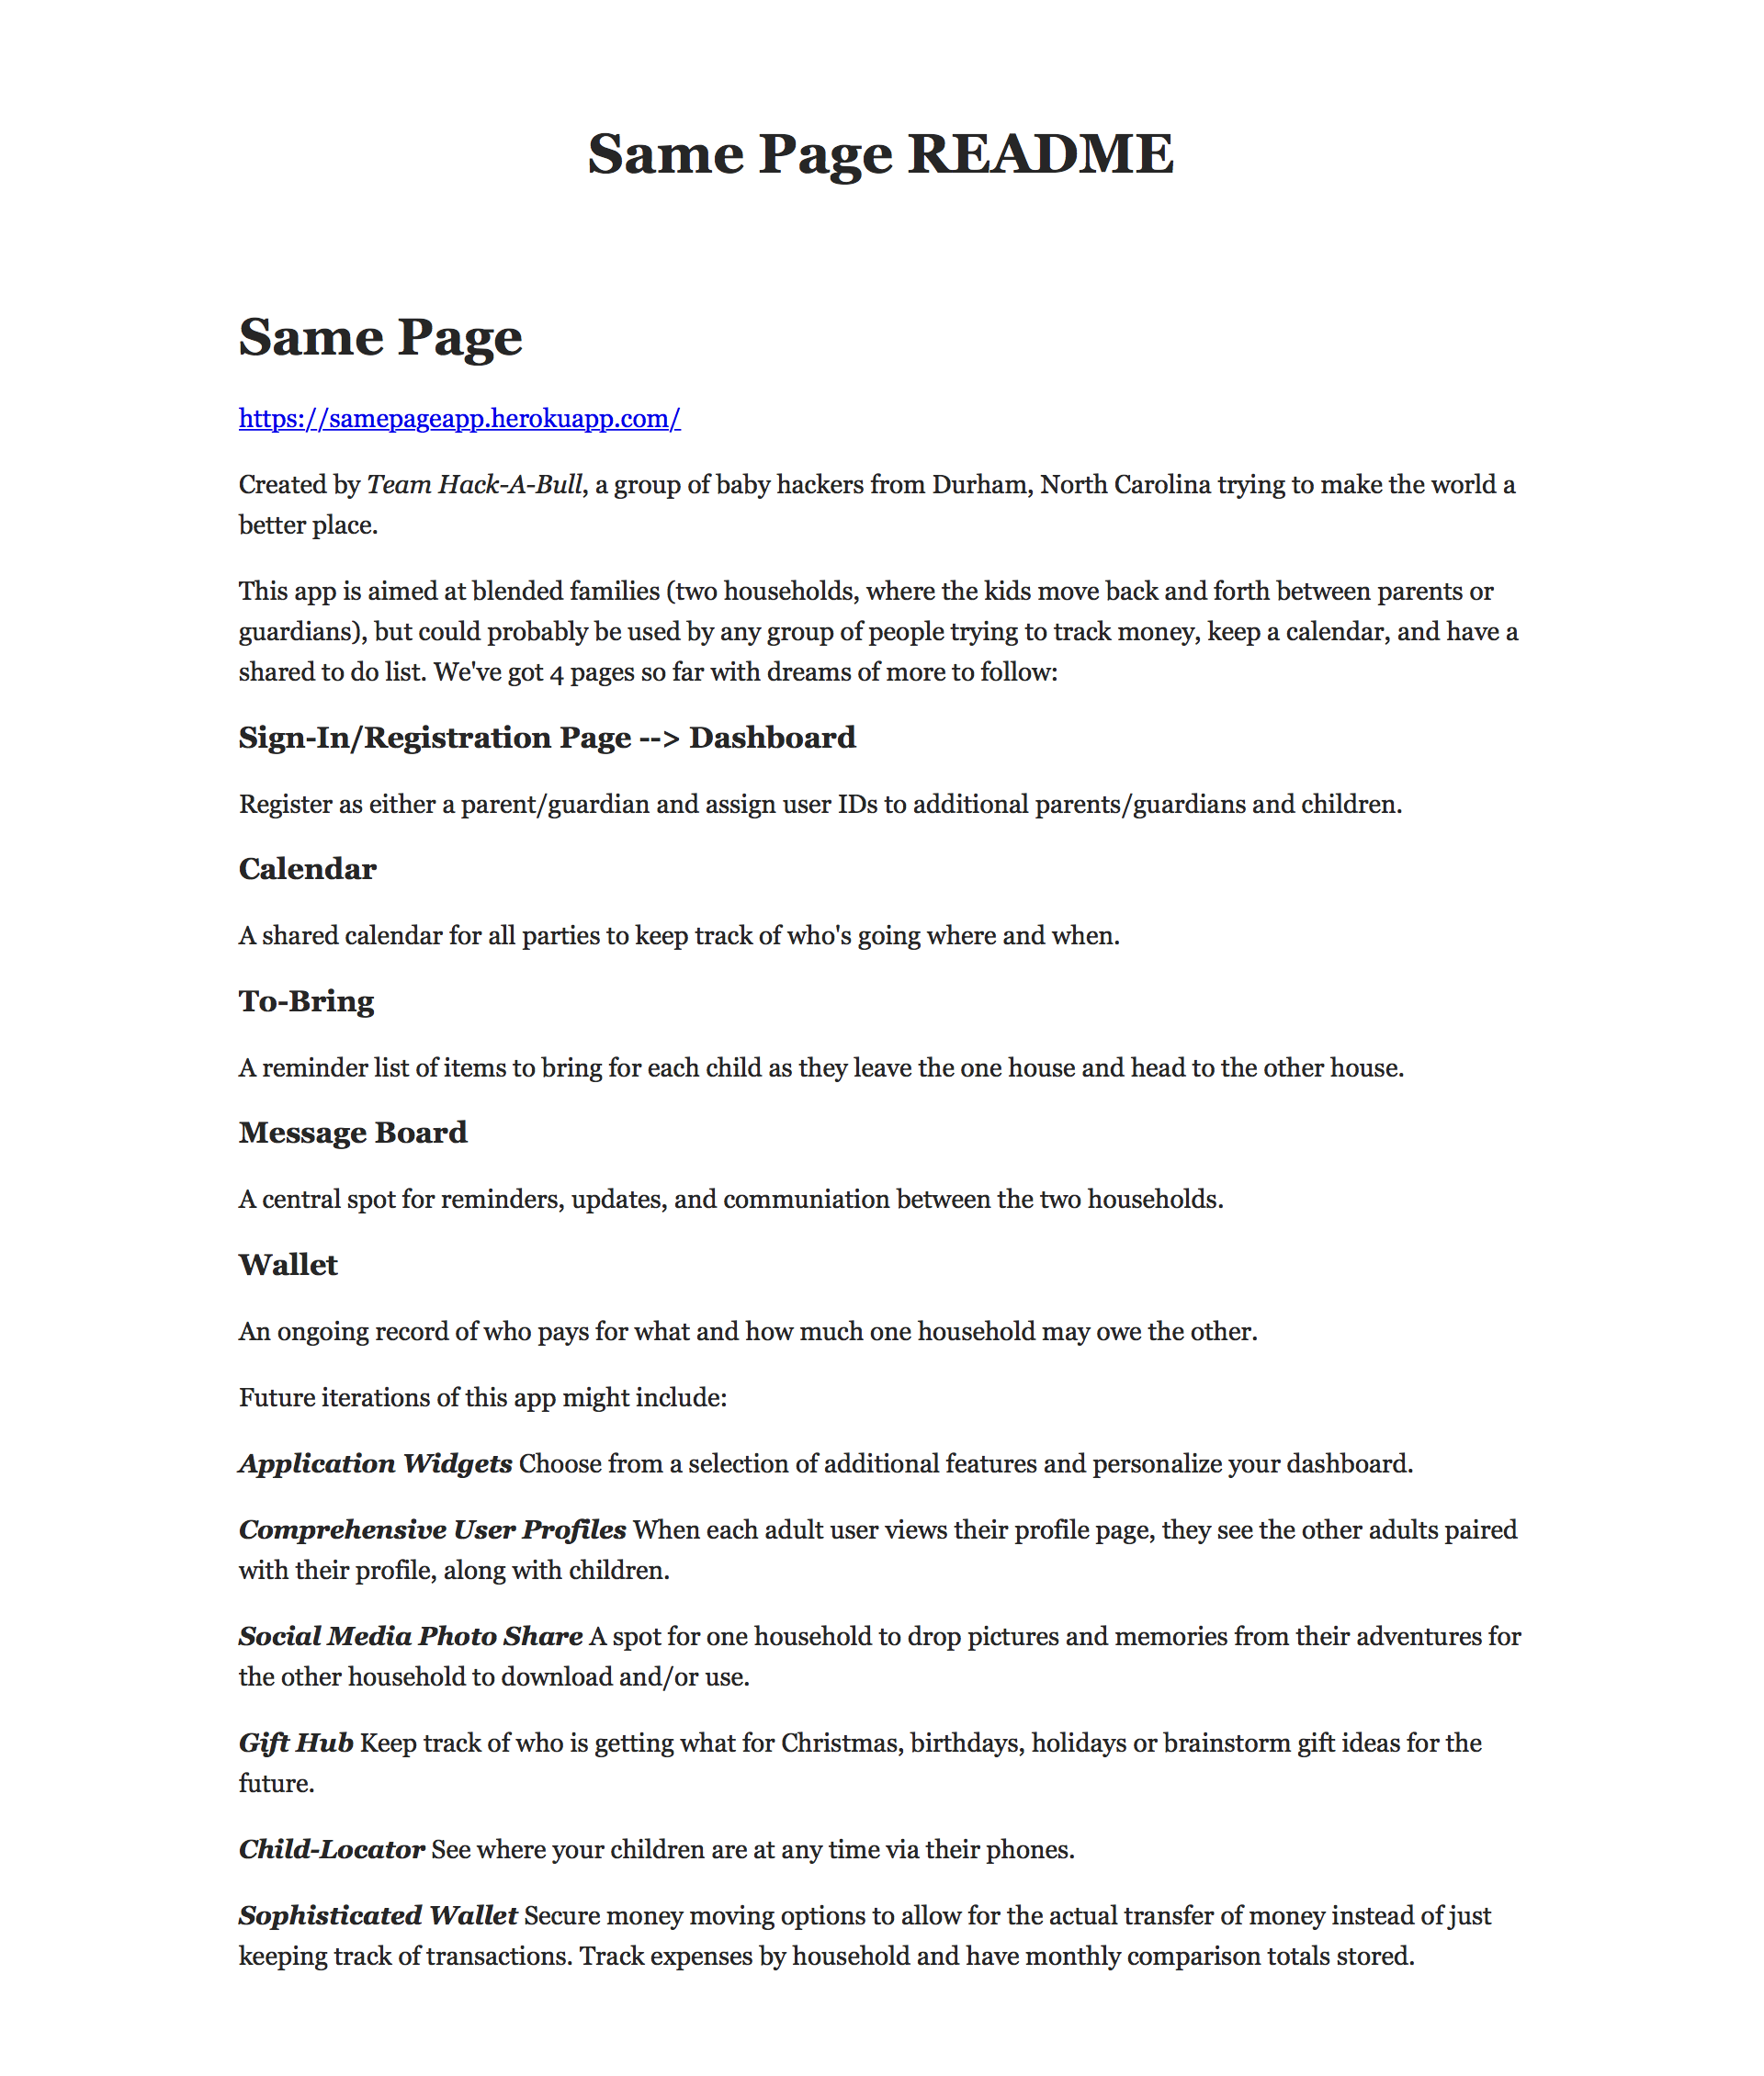 Same Page README
Same Page
https://samepageapp.herokuapp.com/
Created by Team Hack-A-Bull, a group of baby hackers from Durham, North Carolina trying to make the world a
better place.
This app is aimed at blended families (two households, where the kids move back and forth between parents or
guardians), but could probably be used by any group of people trying to track money, keep a calendar, and have a
shared to do list. We've got 4 pages so far with dreams of more to follow:
Sign-In/Registration Page --> Dashboard
Register as either a parent/guardian and assign user IDs to additional parents/guardians and children.
Calendar
A shared calendar for all parties to keep track of who's going where and when.
To-Bring
A reminder list of items to bring for each child as they leave the one house and head to the other house.
Message Board
A central spot for reminders, updates, and communiation between the two households.
Wallet
An ongoing record of who pays for what and how much one household may owe the other.
Future iterations of this app might include:
Application Widgets Choose from a selection of additional features and personalize your dashboard.
Comprehensive User Profiles When each adult user views their profile page, they see the other adults paired
with their profile, along with children.
Social Media Photo Share A spot for one household to drop pictures and memories from their adventures for
the other household to download and/or use.
Gift Hub Keep track of who is getting what for Christmas, birthdays, holidays or brainstorm gift ideas for the
future.
Child-Locator See where your children are at any time via their phones.
Sophisticated Wallet Secure money moving options to allow for the actual transfer of money instead of just
keeping track of transactions. Track expenses by household and have monthly comparison totals stored.